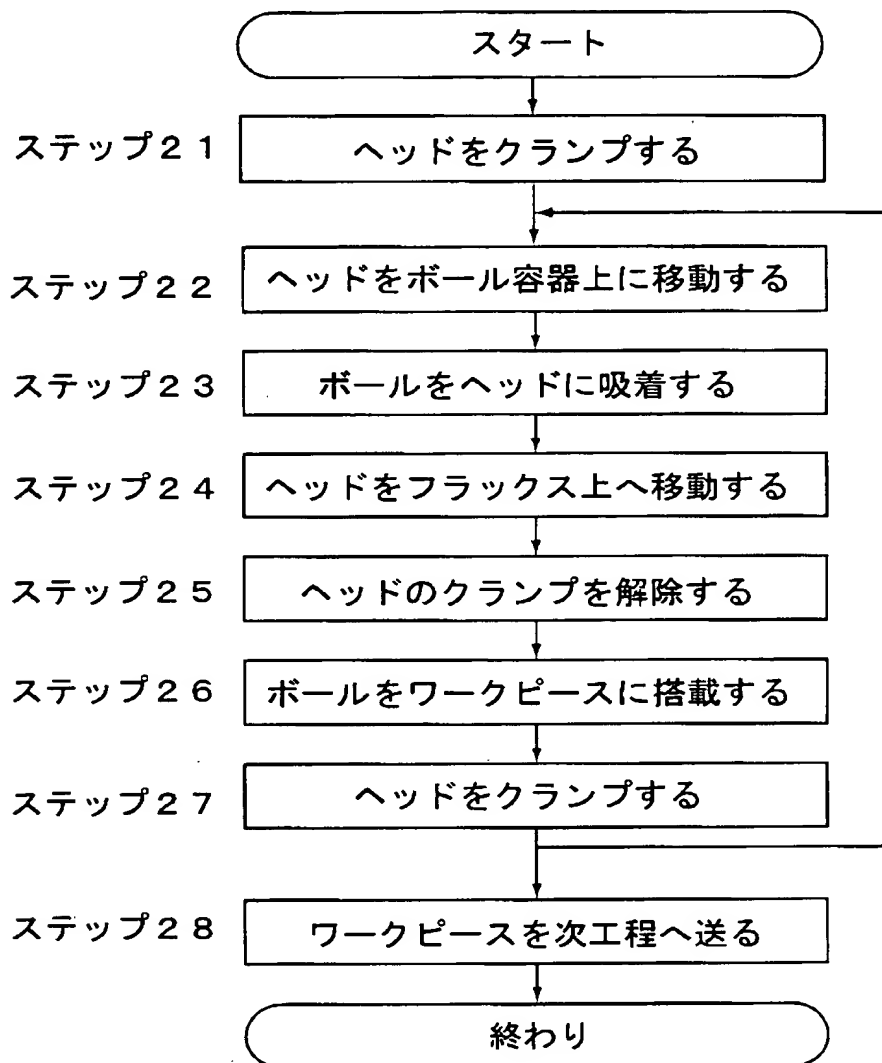 スタート
ステップ21 ヘッドをクランプする
ステップ22 ヘッドをボール容器上に移動する
ステップ23 ボールをヘッドに吸着する
ステップ24 ヘッドをフラックス上へ移動する
ステップ25 ヘッドのクランプを解除する
ステップ26 ボールをワークピースに搭載する
ステップ27 ヘッドをクランプする
ステップ28 ワークピースを次工程へ送る
終わり